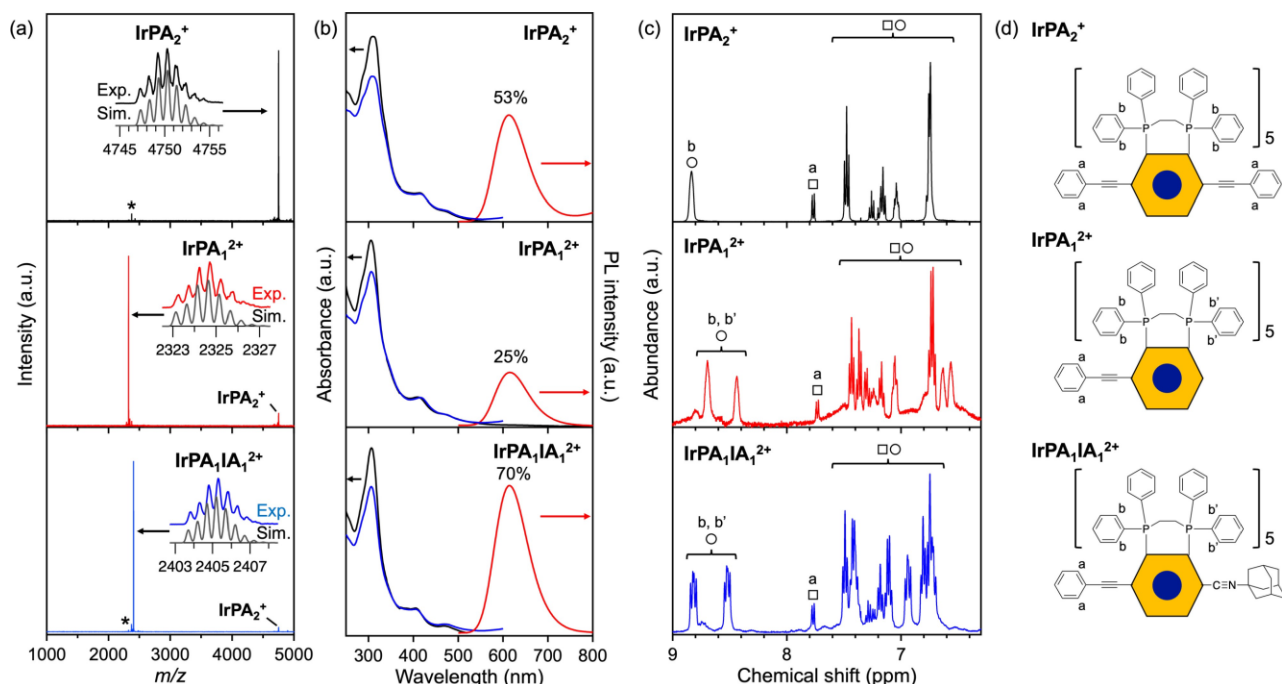 (a)
IrPA₂⁺
Exp.
Sim.
4745 4750 4755
*
IrPA₁²⁺
Exp.
Sim.
2323 2325 2327
IrPA₂⁺
IrPA₁IA₁²⁺
Exp.
Sim.
2403 2405 2407
*
IrPA₂⁺
Intensity (a.u.)
1000 2000 3000 4000 5000
m/z
(b)
IrPA₂⁺
53%
IrPA₁²⁺
25%
IrPA₁IA₁²⁺
70%
Absorbance (a.u.)
PL intensity
(a.u.)
300 400 500 600 700 800
Wavelength (nm)
(c)
IrPA₂⁺
□○
b
○
a
□
IrPA₁²⁺
□○
b, b'
○
a
□
IrPA₁IA₁²⁺
□○
b, b'
○
a
□
Abundance (a.u.)
9 8 7
Chemical shift (ppm)
(d)
IrPA₂⁺
b b
P P
b b
5
a a
a a
IrPA₁²⁺
b b'
P P
b b'
5
a
a
IrPA₁IA₁²⁺
b b'
P P
b b'
5
a
C≡N
a